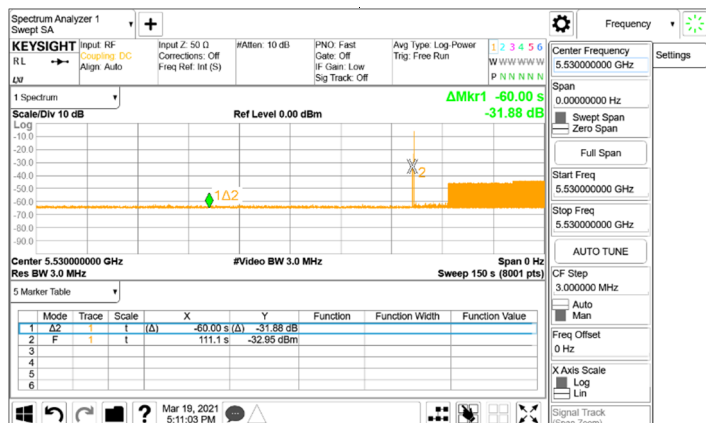 Spectrum Analyzer 1
Swept SA
+
Frequency
KEYSIGHT
RL
LXI
Input: RF
Coupling: DC
Align: Auto
Input Z: 50 Ω
Corrections: Off
Freq Ref: Int (S)
#Atten: 10 dB
PNO: Fast
Gate: Off
IF Gain: Low
Sig Track: Off
Avg Type: Log-Power
Trig: Free Run
1 2 3 4 5 6
W W W W W W
P N N N N N
Center Frequency
5.530000000 GHz
Settings
Span
0.00000000 Hz
Swept Span
Zero Span
Full Span
Start Freq
5.530000000 GHz
Stop Freq
5.530000000 GHz
AUTO TUNE
CF Step
3.000000 MHz
Auto
Man
Freq Offset
0 Hz
X Axis Scale
Log
Lin
Signal Track
(Span Zoom)
1 Spectrum
ΔMkr1 -60.00 s
Scale/Div 10 dB
Ref Level 0.00 dBm
-31.88 dB
Log
-10.0
-20.0
-30.0
-40.0
-50.0
-60.0
-70.0
-80.0
-90.0
1Δ2
2
Center 5.530000000 GHz
#Video BW 3.0 MHz
Span 0 Hz
Res BW 3.0 MHz
Sweep 150 s (8001 pts)
5 Marker Table
Mode Trace Scale X Y Function Function Width Function Value
1 Δ2 1 t (Δ) -60.00 s (Δ) -31.88 dB
2 F 1 t 111.1 s -32.95 dBm
3
4
5
6
?
Mar 19, 2021
5:11:03 PM